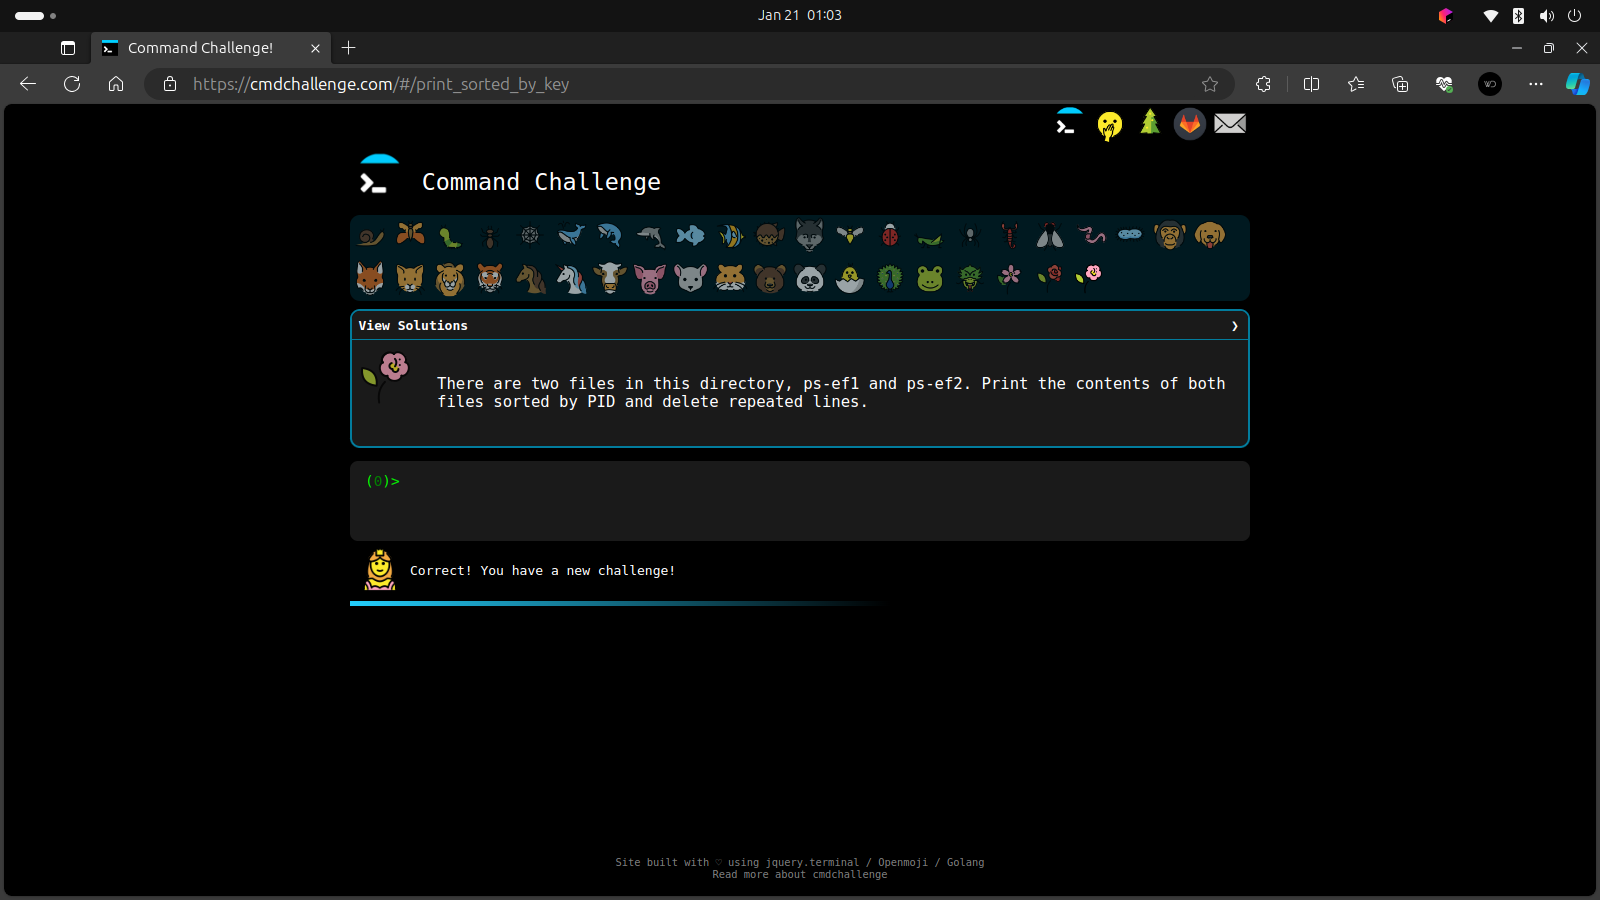 Jan 21 01:03
Command Challenge!
https://cmdchallenge.com/#/print_sorted_by_key
Command Challenge
View Solutions
There are two files in this directory, ps-ef1 and ps-ef2. Print the contents of both
files sorted by PID and delete repeated lines.
(0)>
Correct! You have a new challenge!
Site built with ♡ using jquery.terminal / Openmoji / Golang
Read more about cmdchallenge